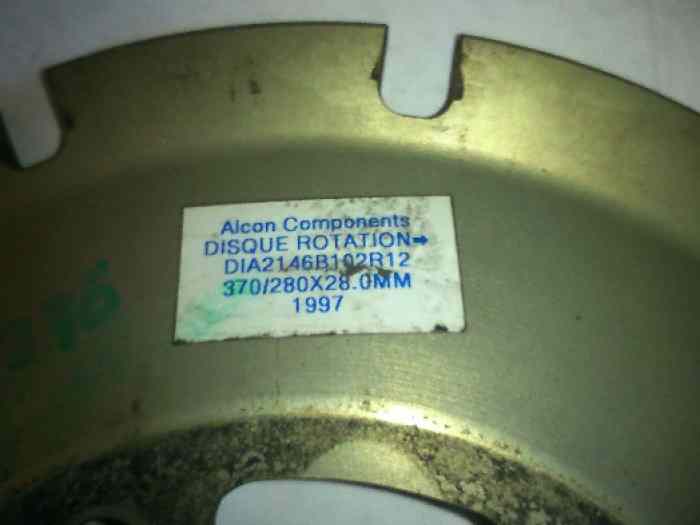 Alcon Components
DISQUE ROTATION➡
DIA2146B102R12
370/280X28.0MM
1997